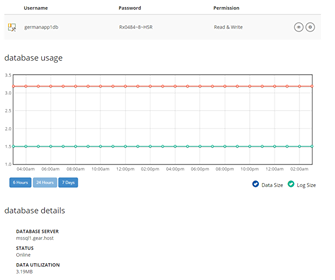 Username Password Permission
germanapp1db Read & Write
database usage
3.5
3.0
2.5
2.0
1.5
1.0
04:00am 06:00am 08:00am 10:00am 12:00pm 02:00pm 04:00pm 06:00pm 08:00pm 10:00pm 12:00am 02:00am
6 Hours 24 Hours 7 Days
Data Size Log Size
database details
DATABASE SERVER
mssql1.gear.host
STATUS
Online
DATA UTILIZATION
3.19MB